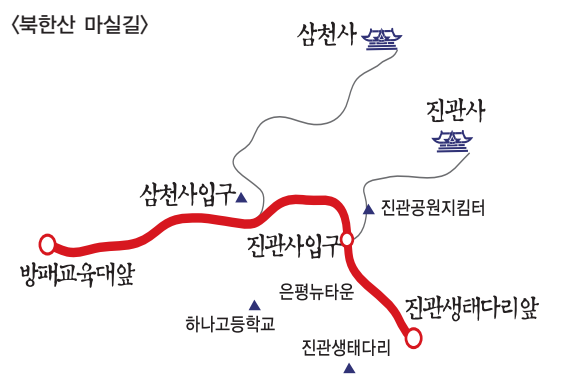 〈북한산 마실길〉
삼천사
진관사
삼천사입구
진관공원지킴터
진관사입구
방패교육대앞
은평뉴타운
진관생태다리앞
하나고등학교
진관생태다리